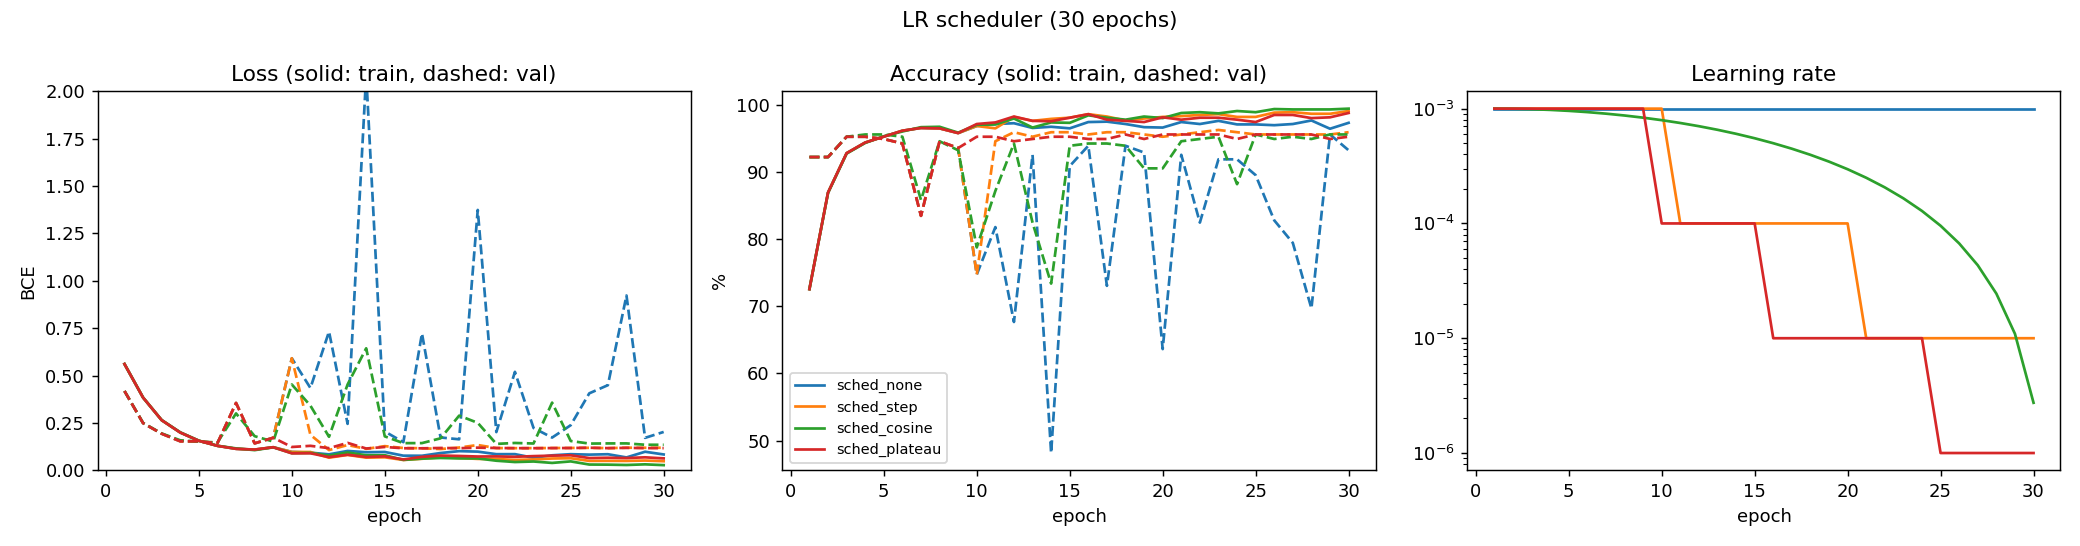 LR scheduler (30 epochs)
Loss (solid: train, dashed: val)
BCE
2.00
1.75
1.50
1.25
1.00
0.75
0.50
0.25
0.00
0 5 10 15 20 25 30
epoch
Accuracy (solid: train, dashed: val)
%
100
90
80
70
60
50
sched_none
sched_step
sched_cosine
sched_plateau
0 5 10 15 20 25 30
epoch
Learning rate
10⁻³
10⁻⁴
10⁻⁵
10⁻⁶
0 5 10 15 20 25 30
epoch